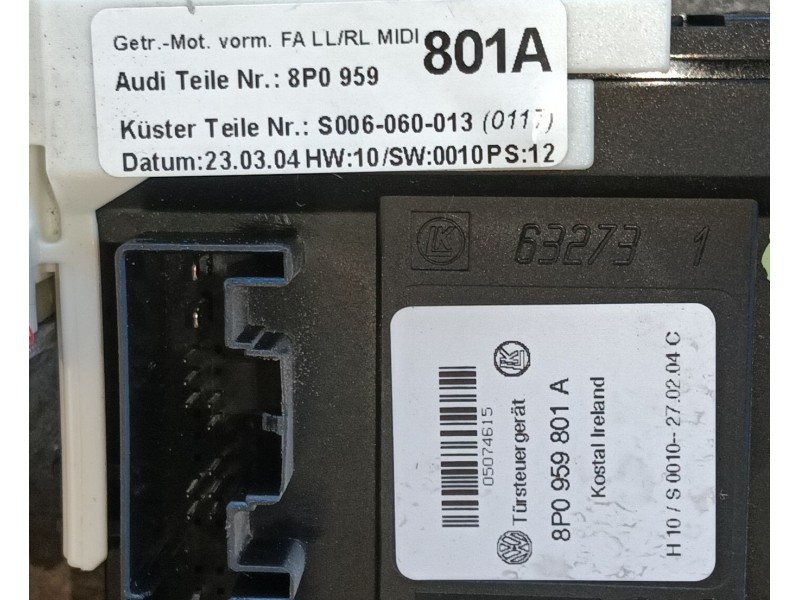 Getr.-Mot. vorm. FA LL/RL MIDI
801A
Audi Teile Nr.: 8P0 959
Küster Teile Nr.: S006-060-013 (0117)
Datum:23.03.04 HW:10/SW:0010 PS:12
LK 63273 1
05074615
Türsteuergerät LK
8P0 959 801 A
Kostal Ireland
H 10 / S 0010-- 27.02.04 C